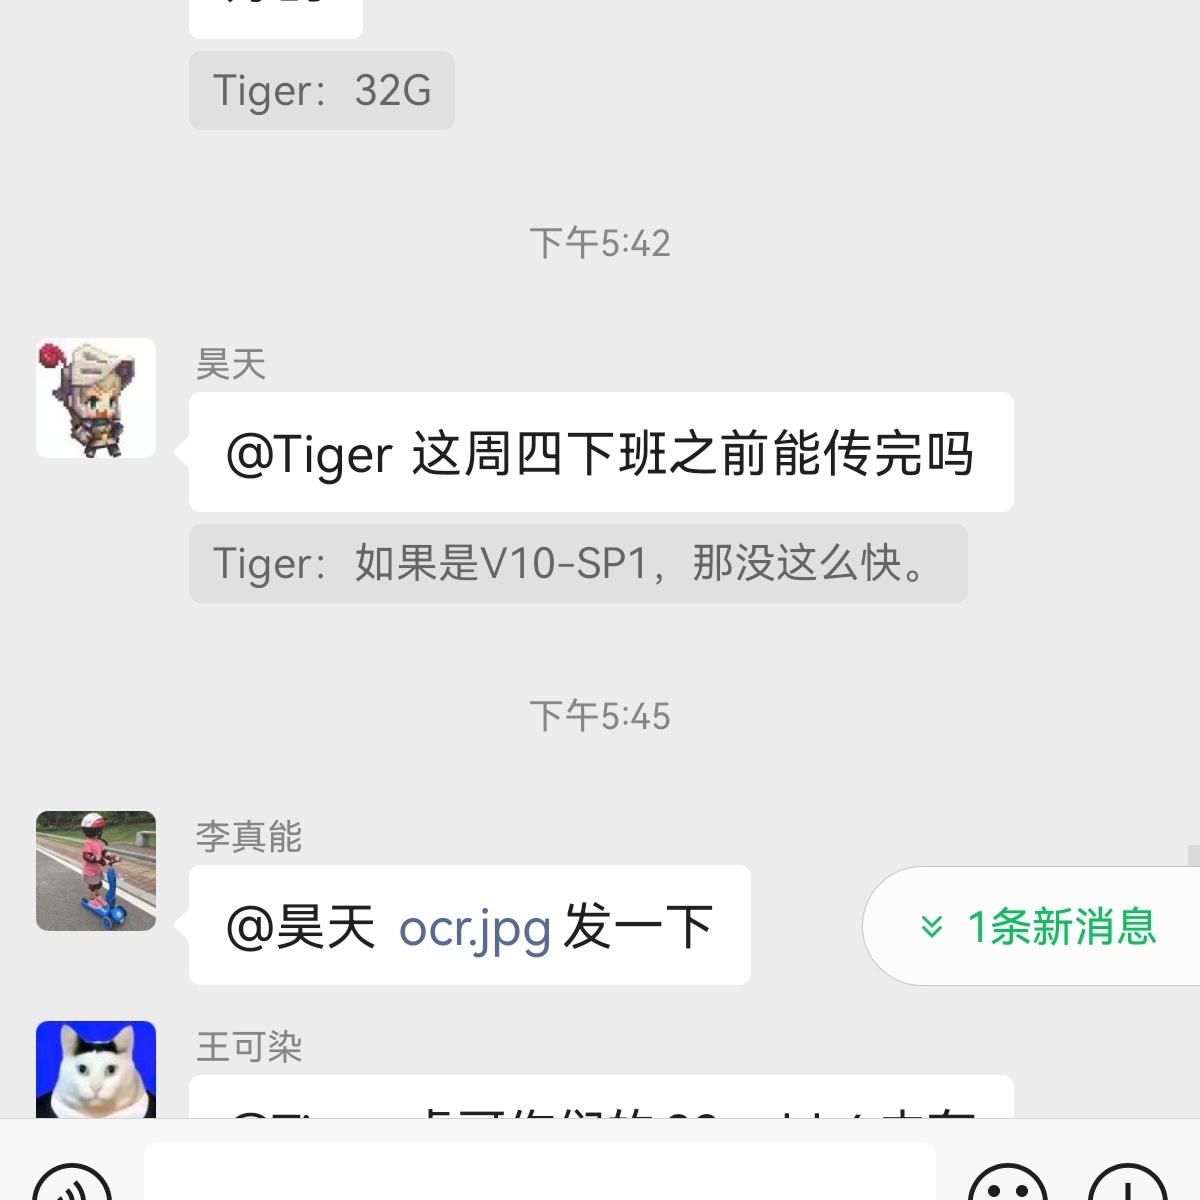 Tiger： 32G
下午5:42
昊天
@Tiger 这周四下班之前能传完吗
Tiger： 如果是V10-SP1，那没这么快。
下午5:45
李真能
@昊天 ocr.jpg 发一下
1条新消息
王可染